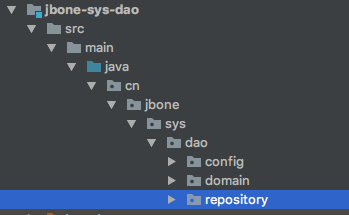 jbone-sys-dao
src
main
java
cn
jbone
sys
dao
config
domain
repository